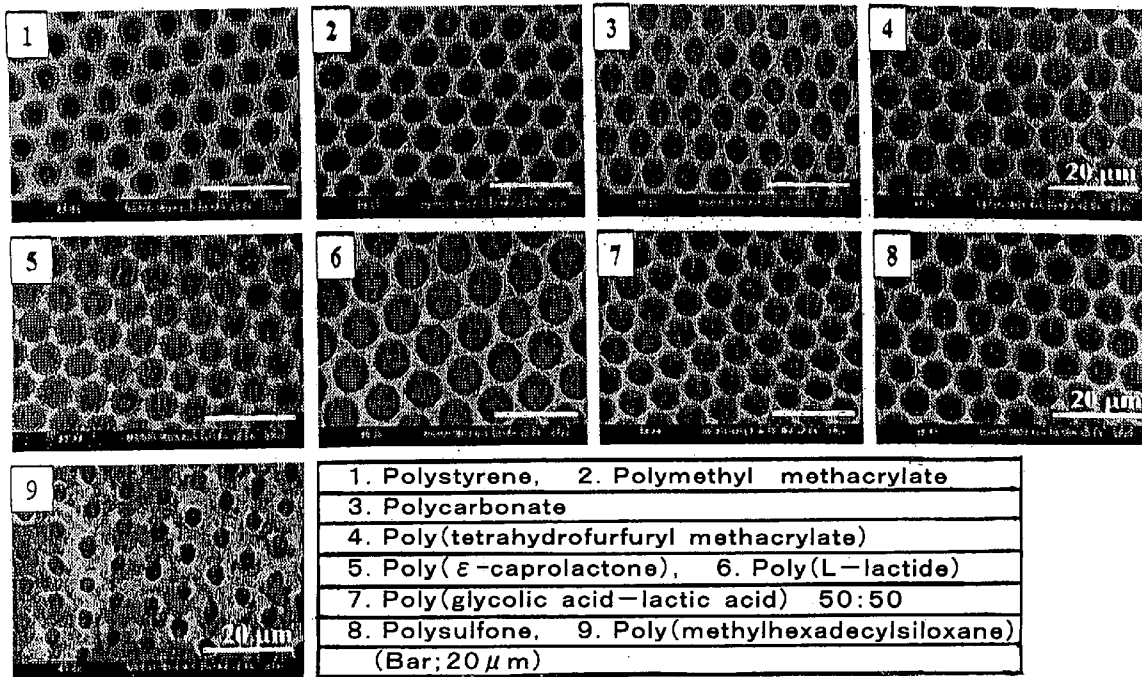 1
2
3
4
20 μm
5
6
7
8
20 μm
9
20 μm
1. Polystyrene, 2. Polymethyl methacrylate
3. Polycarbonate
4. Poly(tetrahydrofurfuryl methacrylate)
5. Poly(ε-caprolactone), 6. Poly(L-lactide)
7. Poly(glycolic acid-lactic acid) 50:50
8. Polysulfone, 9. Poly(methylhexadecylsiloxane)
(Bar;20μm)